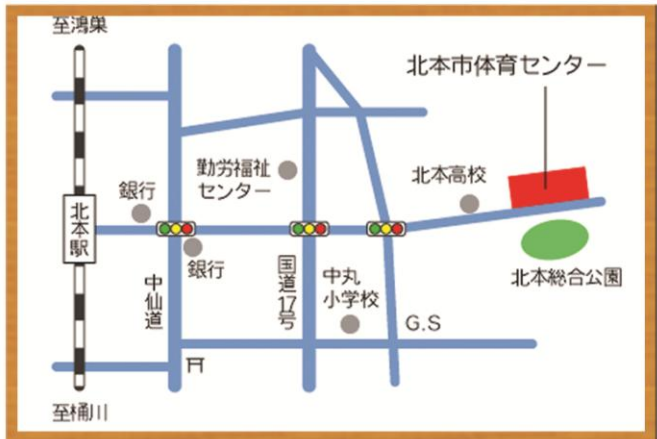 至鴻巣
北本市体育センター
勤労福祉
センター
北本高校
銀行
北本駅
銀行
北本総合公園
中仙道
国道17号
中丸
小学校
G.S
至桶川